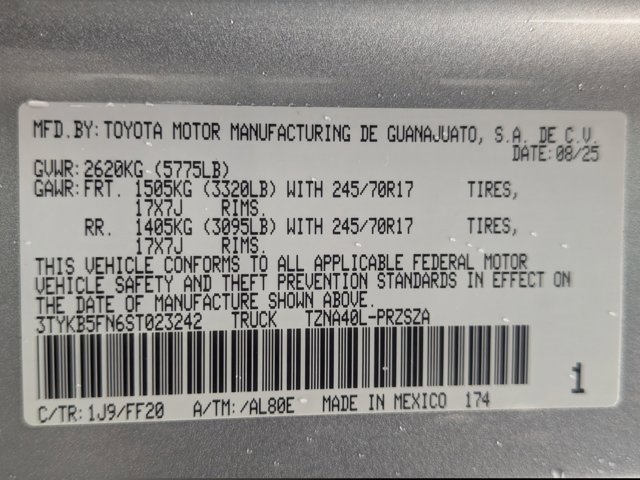 MFD.BY: TOYOTA MOTOR MANUFACTURING DE GUANAJUATO, S.A. DE C.V.
DATE: 08/25
GVWR: 2620KG (5775LB)
GAWR: FRT. 1505KG (3320LB) WITH 245/70R17 TIRES,
17X7J RIMS.
RR. 1405KG (3095LB) WITH 245/70R17 TIRES,
17X7J RIMS.
THIS VEHICLE CONFORMS TO ALL APPLICABLE FEDERAL MOTOR
VEHICLE SAFETY AND THEFT PREVENTION STANDARDS IN EFFECT ON
THE DATE OF MANUFACTURE SHOWN ABOVE.
3TYKB5FN6ST023242 TRUCK TZNA40L-PRZSZA
1
C/TR: 1J9/FF20 A/TM: /AL80E MADE IN MEXICO 174